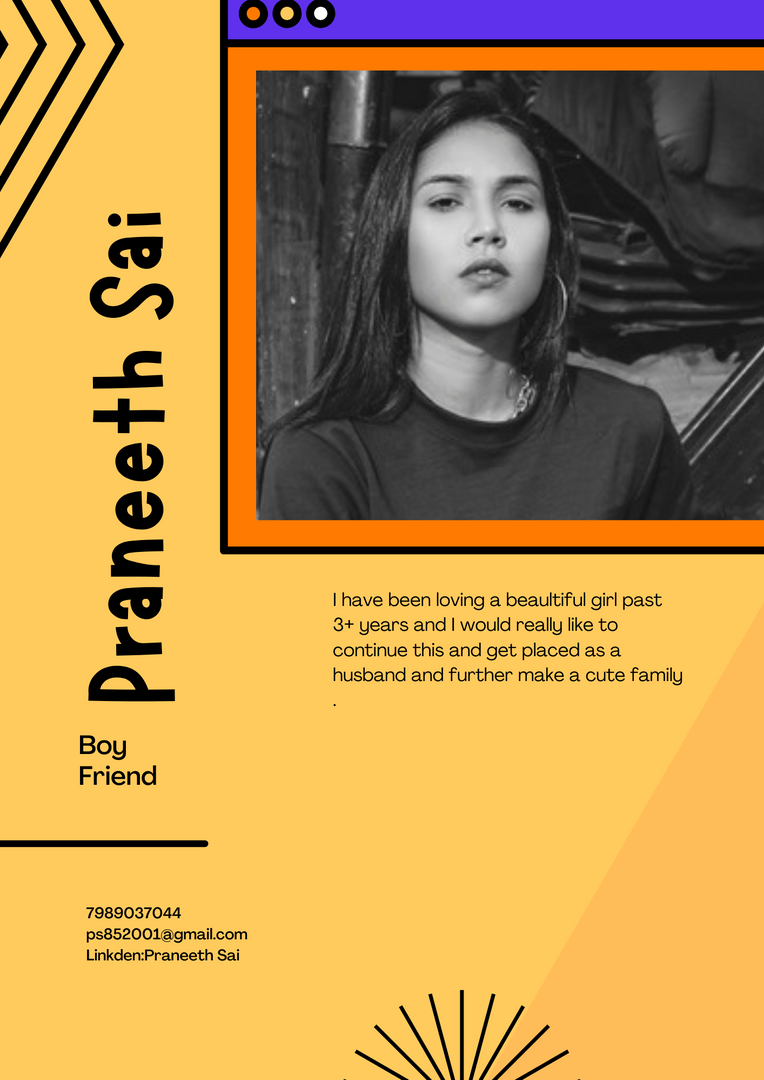 Praneeth Sai
Boy
Friend
I have been loving a beaultiful girl past
3+ years and I would really like to
continue this and get placed as a
husband and further make a cute family
.
7989037044
ps852001@gmail.com
Linkden:Praneeth Sai